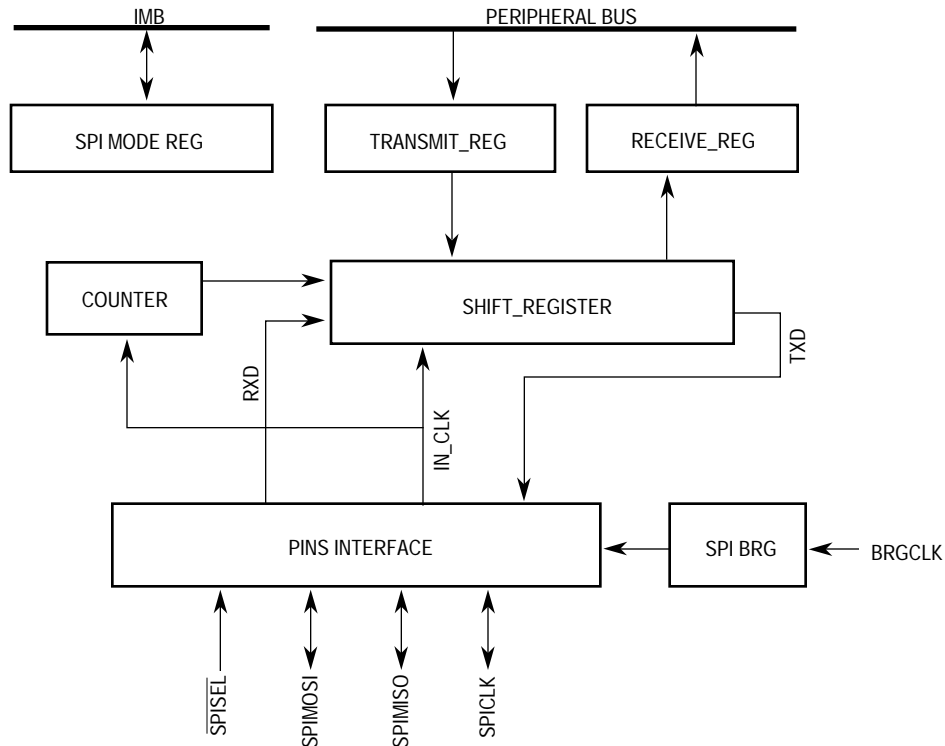 IMB
PERIPHERAL BUS
SPI MODE REG
TRANSMIT_REG
RECEIVE_REG
COUNTER
SHIFT_REGISTER
RXD
IN_CLK
TXD
PINS INTERFACE
SPI BRG
BRGCLK
SPISEL
SPIMOSI
SPIMISO
SPICLK